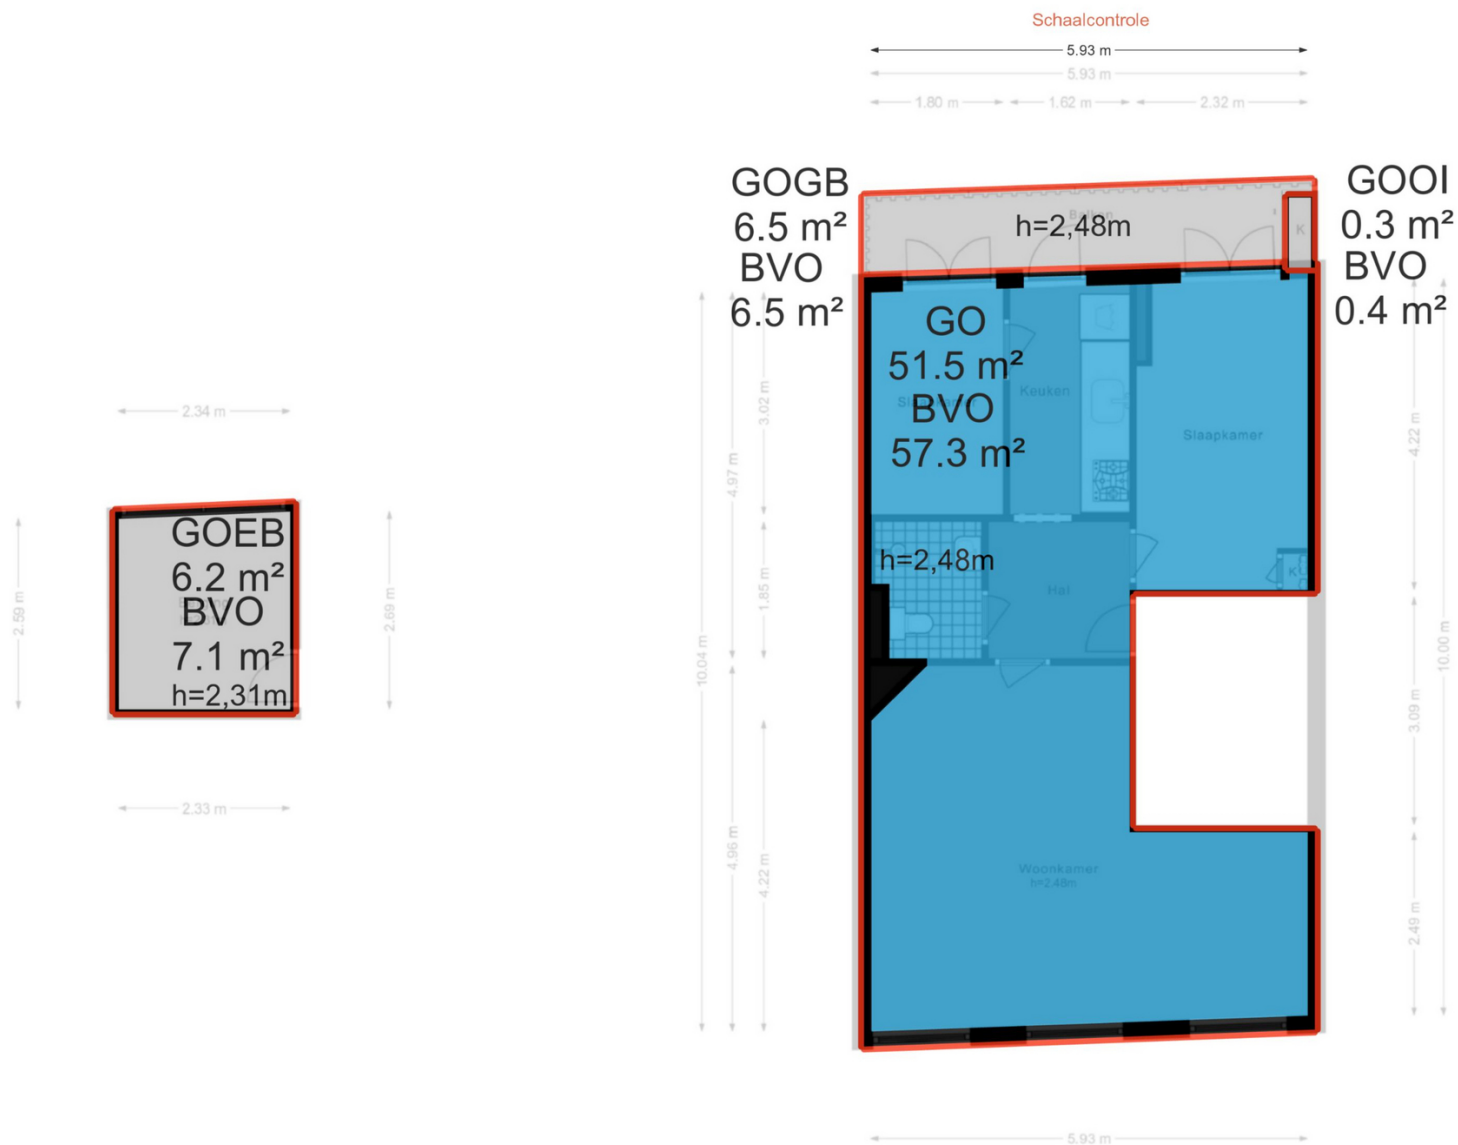 Schaalcontrole
5.93 m
5.93 m
1.80 m
1.62 m
2.32 m
GOGB
6.5 m²
BVO
6.5 m²
Balkon
h=2,48m
K
GOOI
0.3 m²
BVO
0.4 m²
GO
51.5 m²
BVO
57.3 m²
Keuken
Slaapkamer
h=2,48m
Hal
K
Woonkamer
h=2,48m
10.04 m
4.97 m
3.02 m
1.85 m
4.96 m
4.22 m
4.22 m
3.09 m
2.49 m
10.00 m
5.93 m
2.34 m
2.59 m
GOEB
6.2 m²
BVO
7.1 m²
h=2,31m
2.69 m
2.33 m